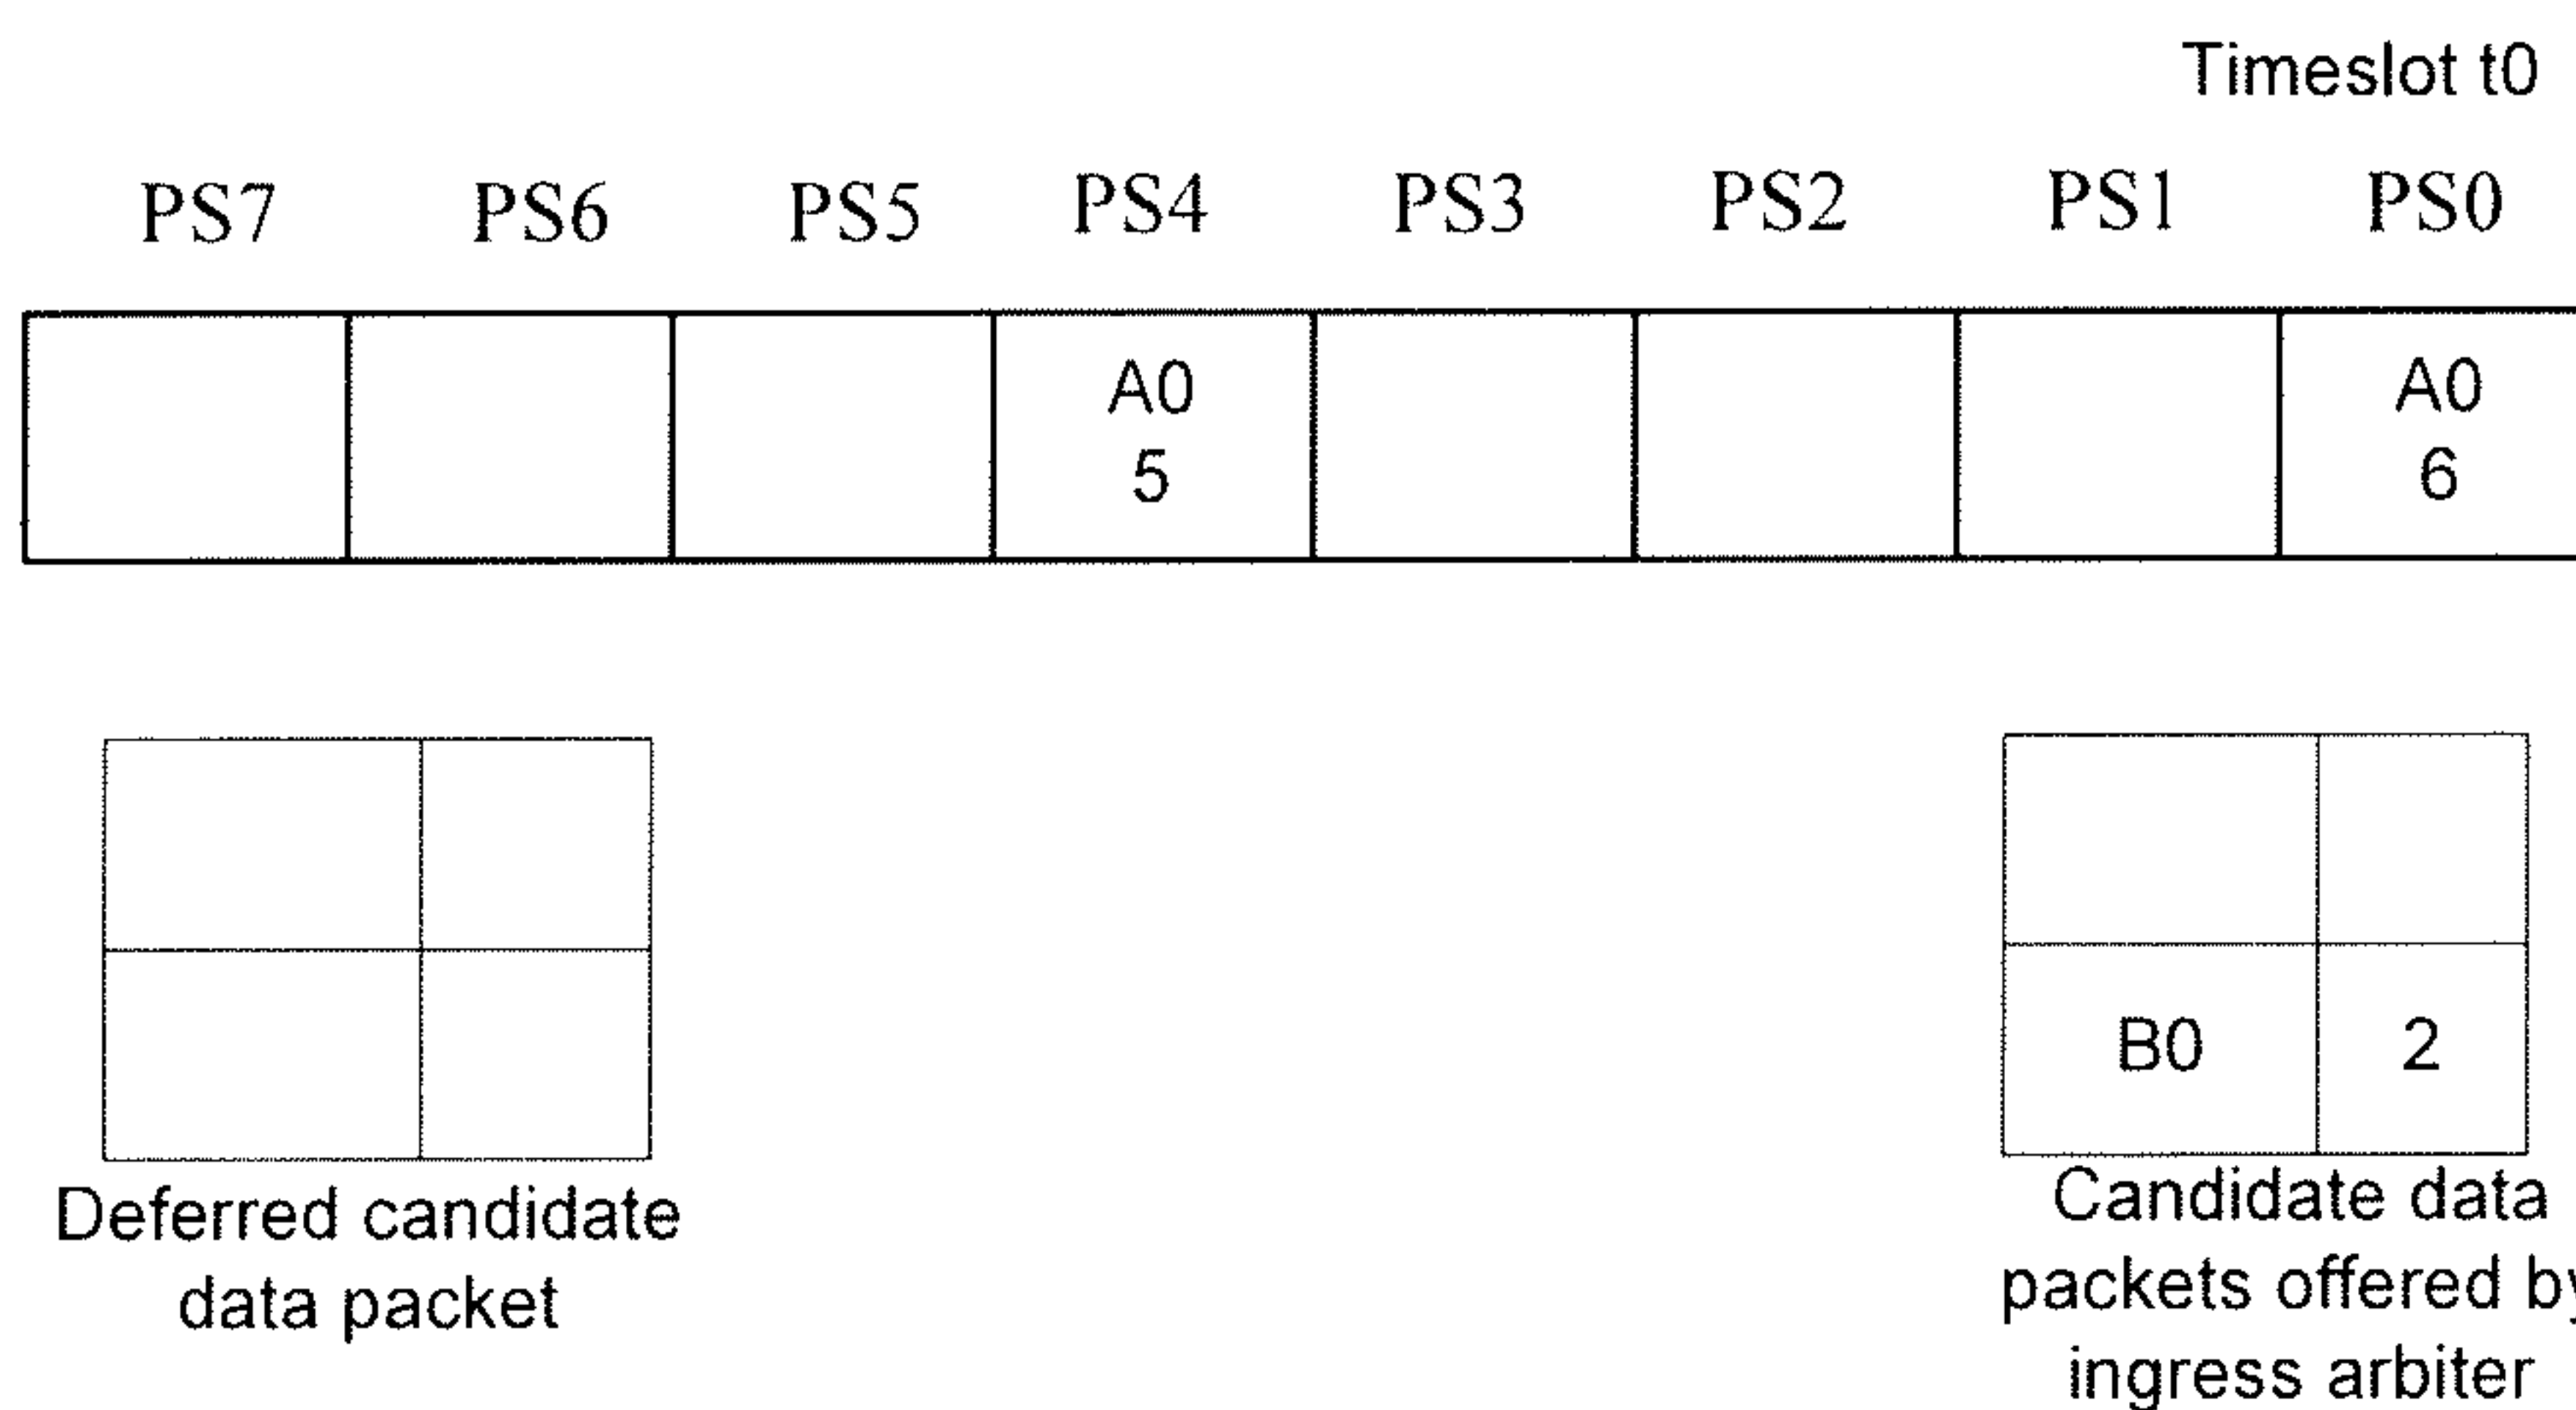 Timeslot t0
PS7 PS6 PS5 PS4 PS3 PS2 PS1 PS0
A0 A0
5 6
B0 2
Deferred candidate
data packet
Candidate data
packets offered by
ingress arbiter